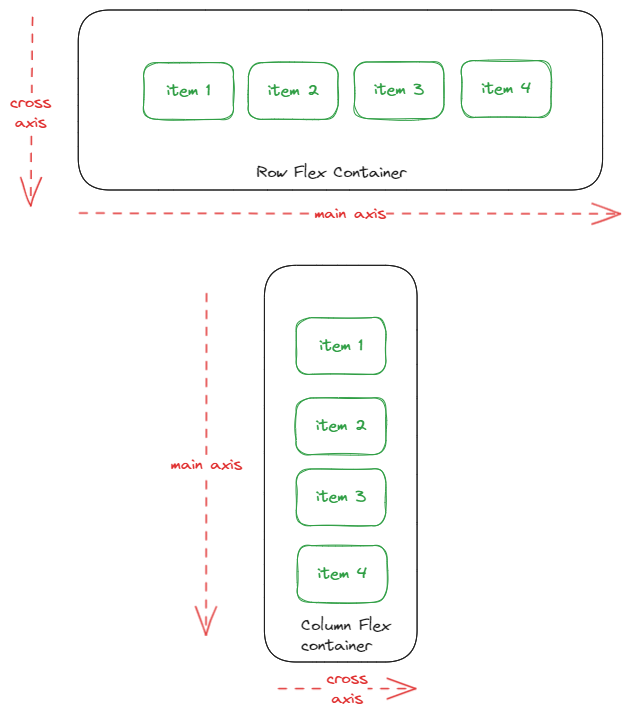 cross
axis
item 1
item 2
item 3
item 4
Row Flex Container
main axis
main axis
item 1
item 2
item 3
item 4
Column Flex
container
cross
axis